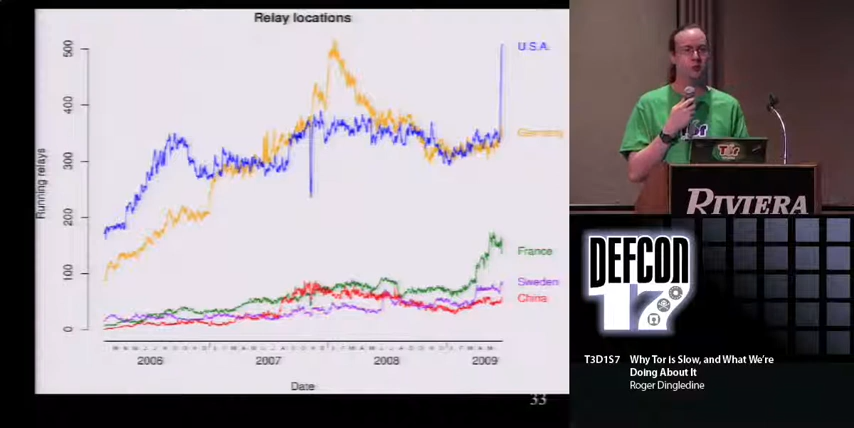 Relay locations
500
400
300
200
100
0
Running relays
U.S.A.
Germany
France
Sweden
China
2006
2007
2008
2009
Date
33
Tor
RIVIERA
DEFCON
17
T3D1S7 Why Tor is Slow, and What We're
Doing About It
Roger Dingledine